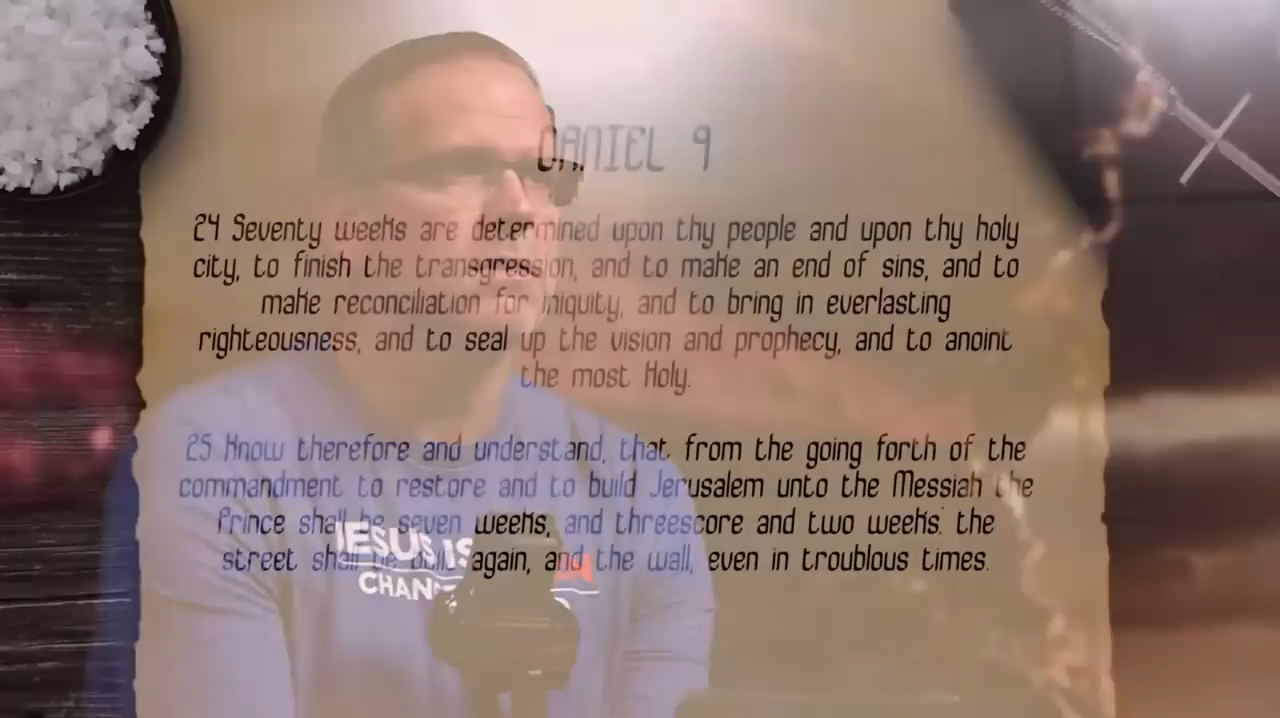 DANIEL 9
24 Seventy weeks are determined upon thy people and upon thy holy
city, to finish the transgression, and to make an end of sins, and to
make reconciliation for iniquity, and to bring in everlasting
righteousness, and to seal up the vision and prophecy, and to anoint
the most Holy.
25 Know therefore and understand, that from the going forth of the
commandment to restore and to build Jerusalem unto the Messiah the
Prince shall be seven weeks, and threescore and two weeks: the
street shall be built again, and the wall, even in troublous times.
JESUS IS